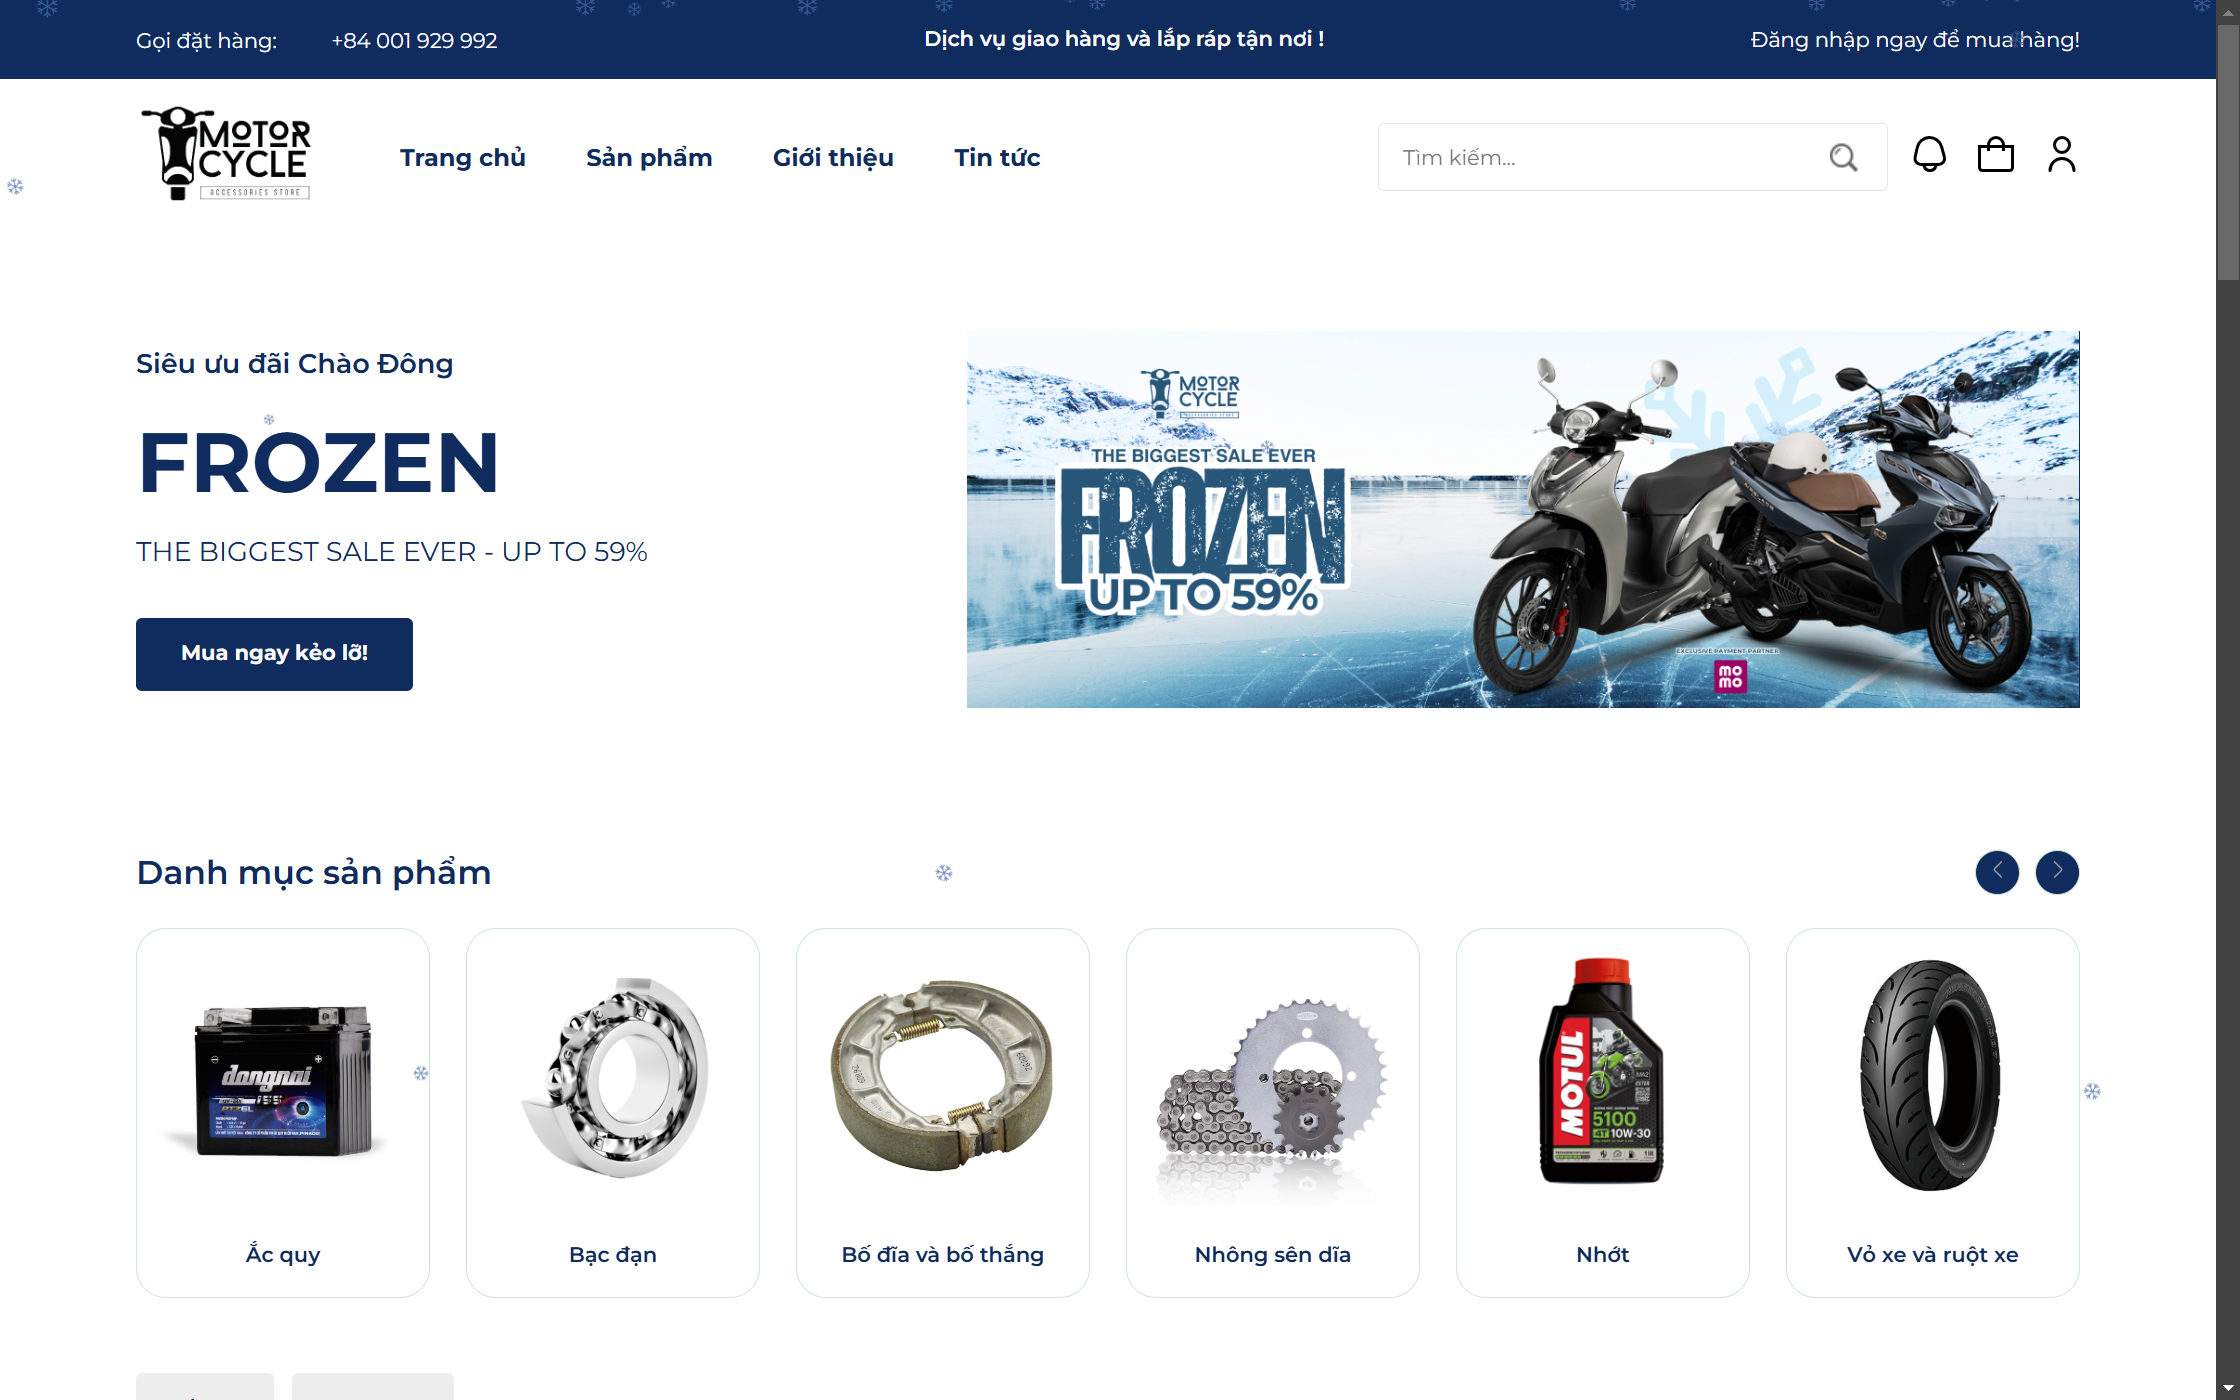 Gọi đặt hàng: +84 001 929 992
Dịch vụ giao hàng và lắp ráp tận nơi !
Đăng nhập ngay để mua hàng!
MOTOR
CYCLE
ACCESSORIES STORE
Trang chủ
Sản phẩm
Giới thiệu
Tin tức
Tìm kiếm...
Siêu ưu đãi Chào Đông
FROZEN
THE BIGGEST SALE EVER - UP TO 59%
Mua ngay kẻo lỡ!
MOTOR
CYCLE
ACCESSORIES STORE
THE BIGGEST SALE EVER
FROZEN
UP TO 59%
EXCLUSIVE PAYMENT PARTNER
mo
mo
Danh mục sản phẩm
dongnai
PTZ6L
Ắc quy
Bạc đạn
Bố đĩa và bố thắng
Nhông sên dĩa
MOTUL
5100
4T 10W-30
Nhớt
Vỏ xe và ruột xe